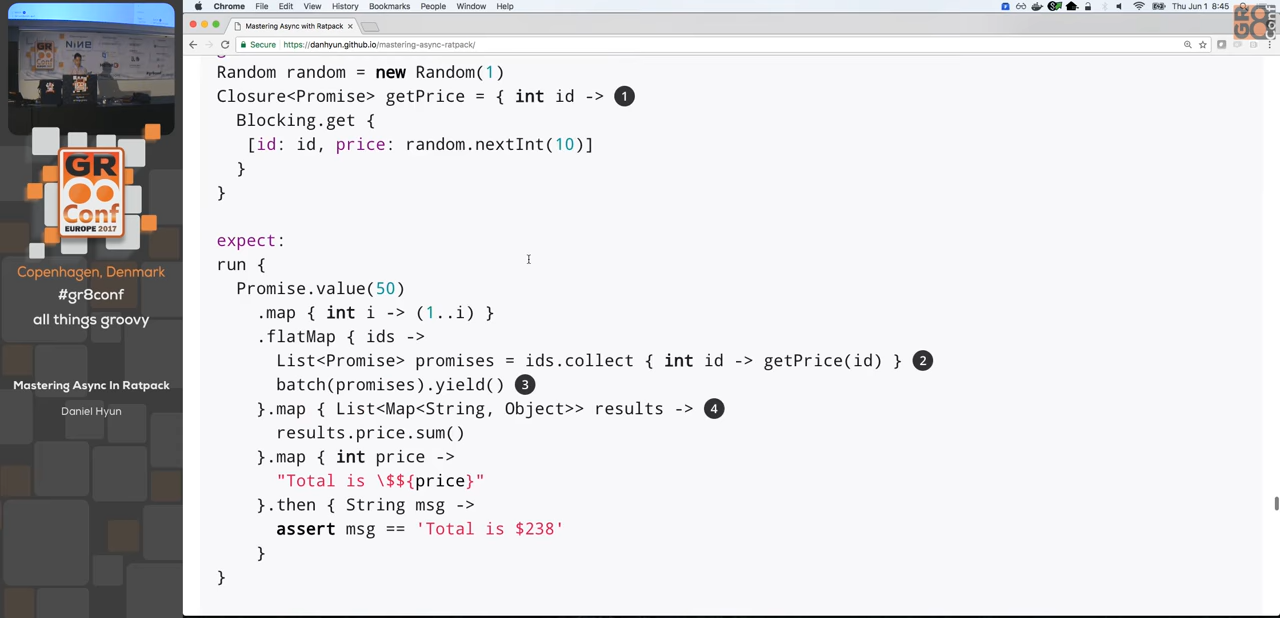 Chrome File Edit View History Bookmarks People Window Help
Thu Jun 1 8:45
Mastering Async with Ratpack
Secure https://danhyun.github.io/mastering-async-ratpack/
Random random = new Random(1)
Closure<Promise> getPrice = { int id -> 1
Blocking.get {
[id: id, price: random.nextInt(10)]
}
}
expect:
run {
Promise.value(50)
.map { int i -> (1..i) }
.flatMap { ids ->
List<Promise> promises = ids.collect { int id -> getPrice(id) } 2
batch(promises).yield() 3
}.map { List<Map<String, Object>> results -> 4
results.price.sum()
}.map { int price ->
"Total is \$${price}"
}.then { String msg ->
assert msg == 'Total is $238'
}
}
GR
Conf
EUROPE 2017
Copenhagen, Denmark
#gr8conf
all things groovy
Mastering Async In Ratpack
Daniel Hyun